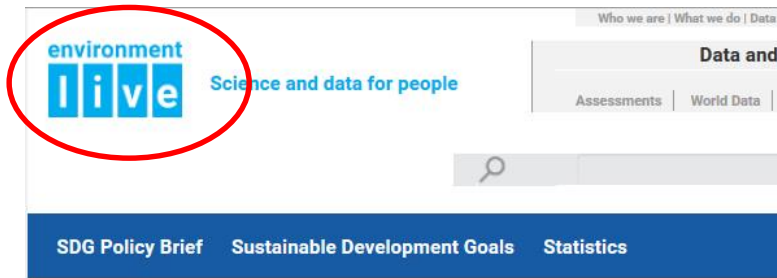 Who we are | What we do | Data
environment
live
Science and data for people
Data and
Assessments | World Data |
SDG Policy Brief Sustainable Development Goals Statistics